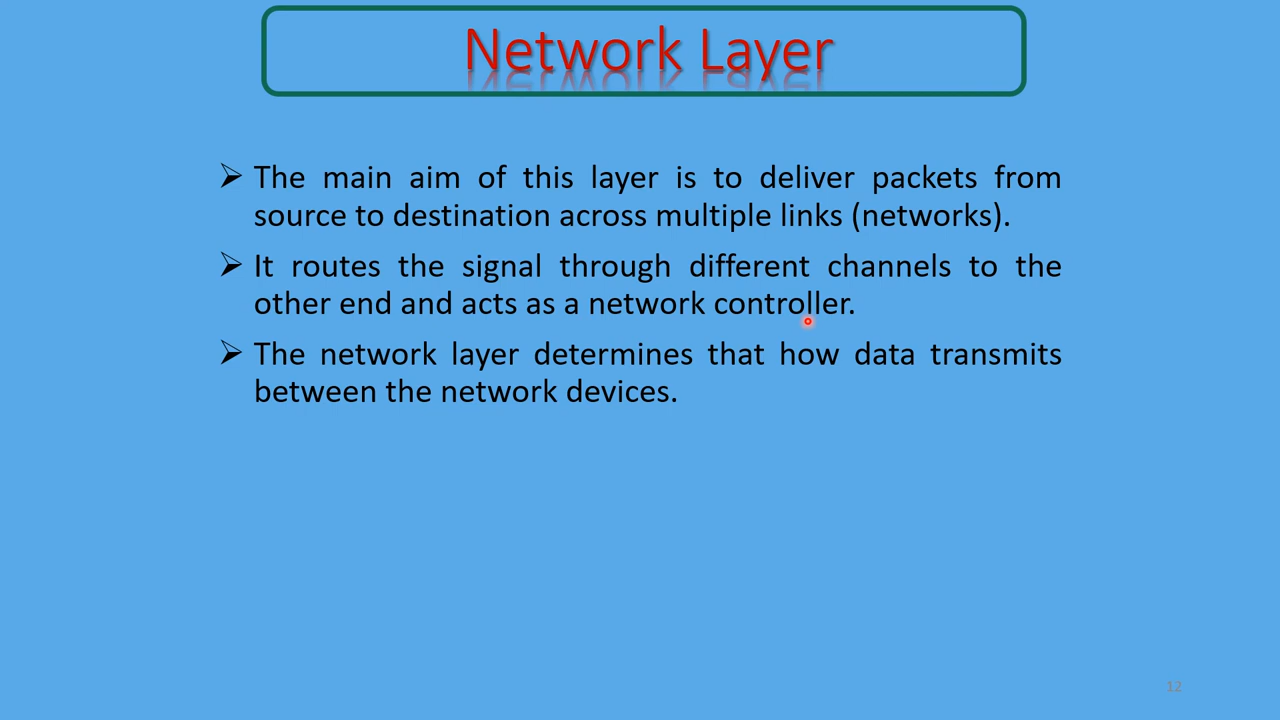 Network Layer
➢ The main aim of this layer is to deliver packets from
source to destination across multiple links (networks).
➢ It routes the signal through different channels to the
other end and acts as a network controller.
➢ The network layer determines that how data transmits
between the network devices.
12